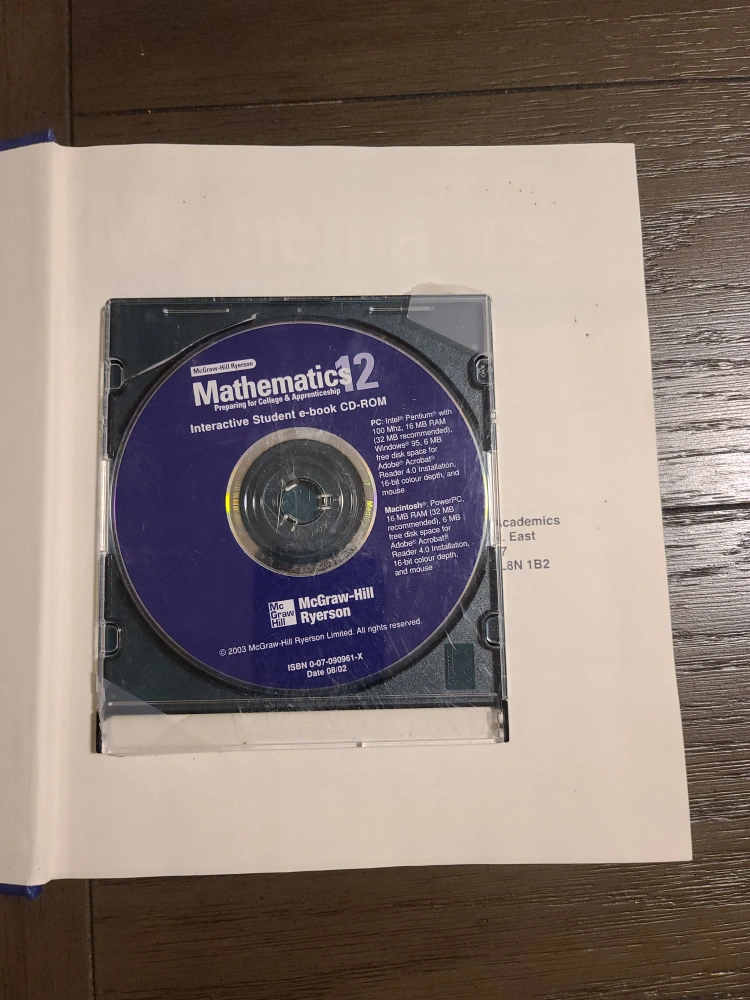 McGraw-Hill Ryerson
Mathematics 12
Preparing for College & Apprenticeship
Interactive Student e-book CD-ROM
PC: Intel® Pentium® with
100 Mhz, 16 MB RAM
(32 MB recommended),
Windows® 95, 6 MB
free disk space for
Adobe® Acrobat®
Reader 4.0 Installation,
16-bit colour depth, and
mouse
Macintosh®: PowerPC,
16 MB RAM (32 MB
recommended), 6 MB
free disk space for
Adobe® Acrobat®
Reader 4.0 Installation,
16-bit colour depth,
and mouse
Mc
Graw
Hill
McGraw-Hill
Ryerson
© 2003 McGraw-Hill Ryerson Limited. All rights reserved.
ISBN 0-07-090961-X
Date 08/02
Academics
. East
7
L8N 1B2